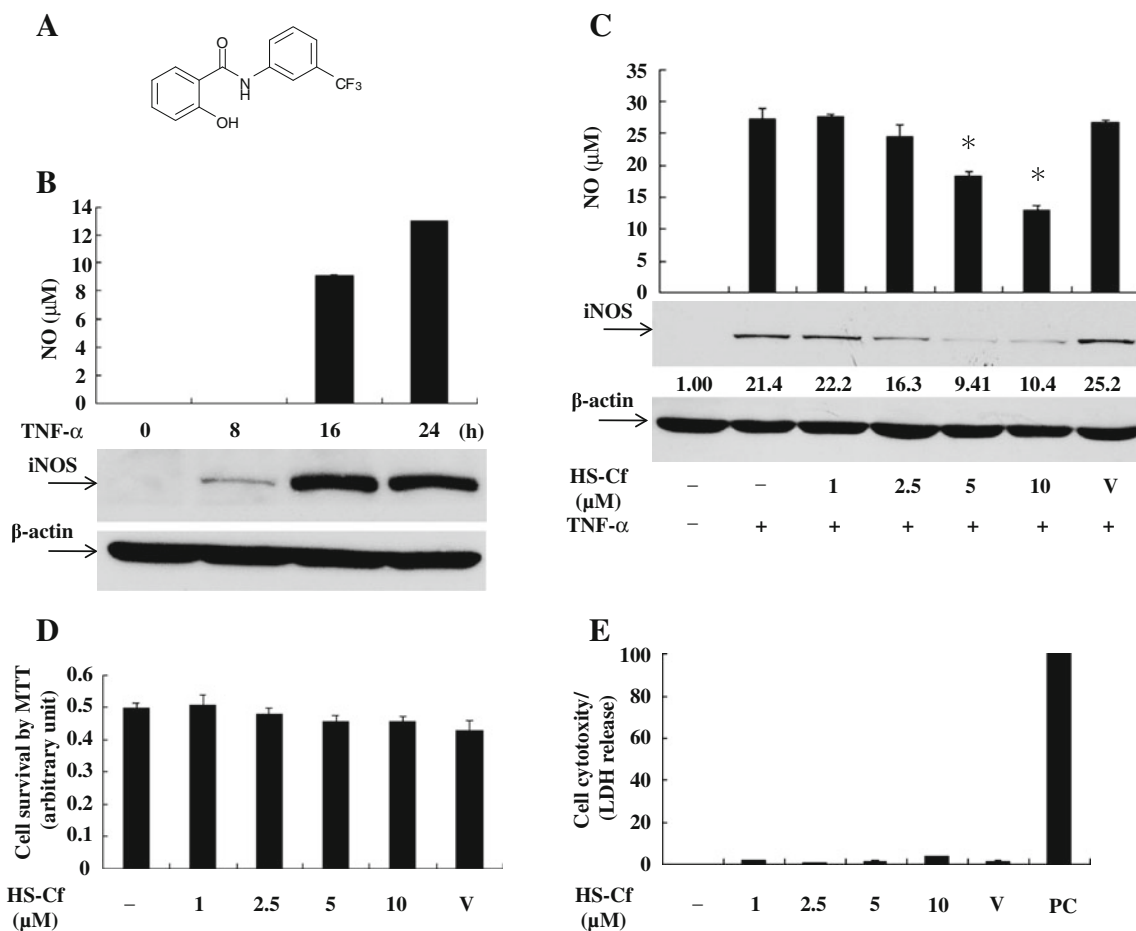 A
O
N
H
CF3
OH
B
14
12
10
8
6
4
2
0
NO (μM)
TNF-α 0 8 16 24 (h)
iNOS
β-actin
C
35
30
25
20
15
10
5
0
NO (μM)
* *
iNOS
1.00 21.4 22.2 16.3 9.41 10.4 25.2
β-actin
HS-Cf (μM) – – 1 2.5 5 10 V
TNF-α – + + + + + +
D
0.6
0.5
0.4
0.3
0.2
0.1
0
Cell survival by MTT
(arbitrary unit)
HS-Cf (μM) – 1 2.5 5 10 V
E
100
80
60
40
20
0
Cell cytotoxity/
(LDH release)
HS-Cf (μM) – 1 2.5 5 10 V PC